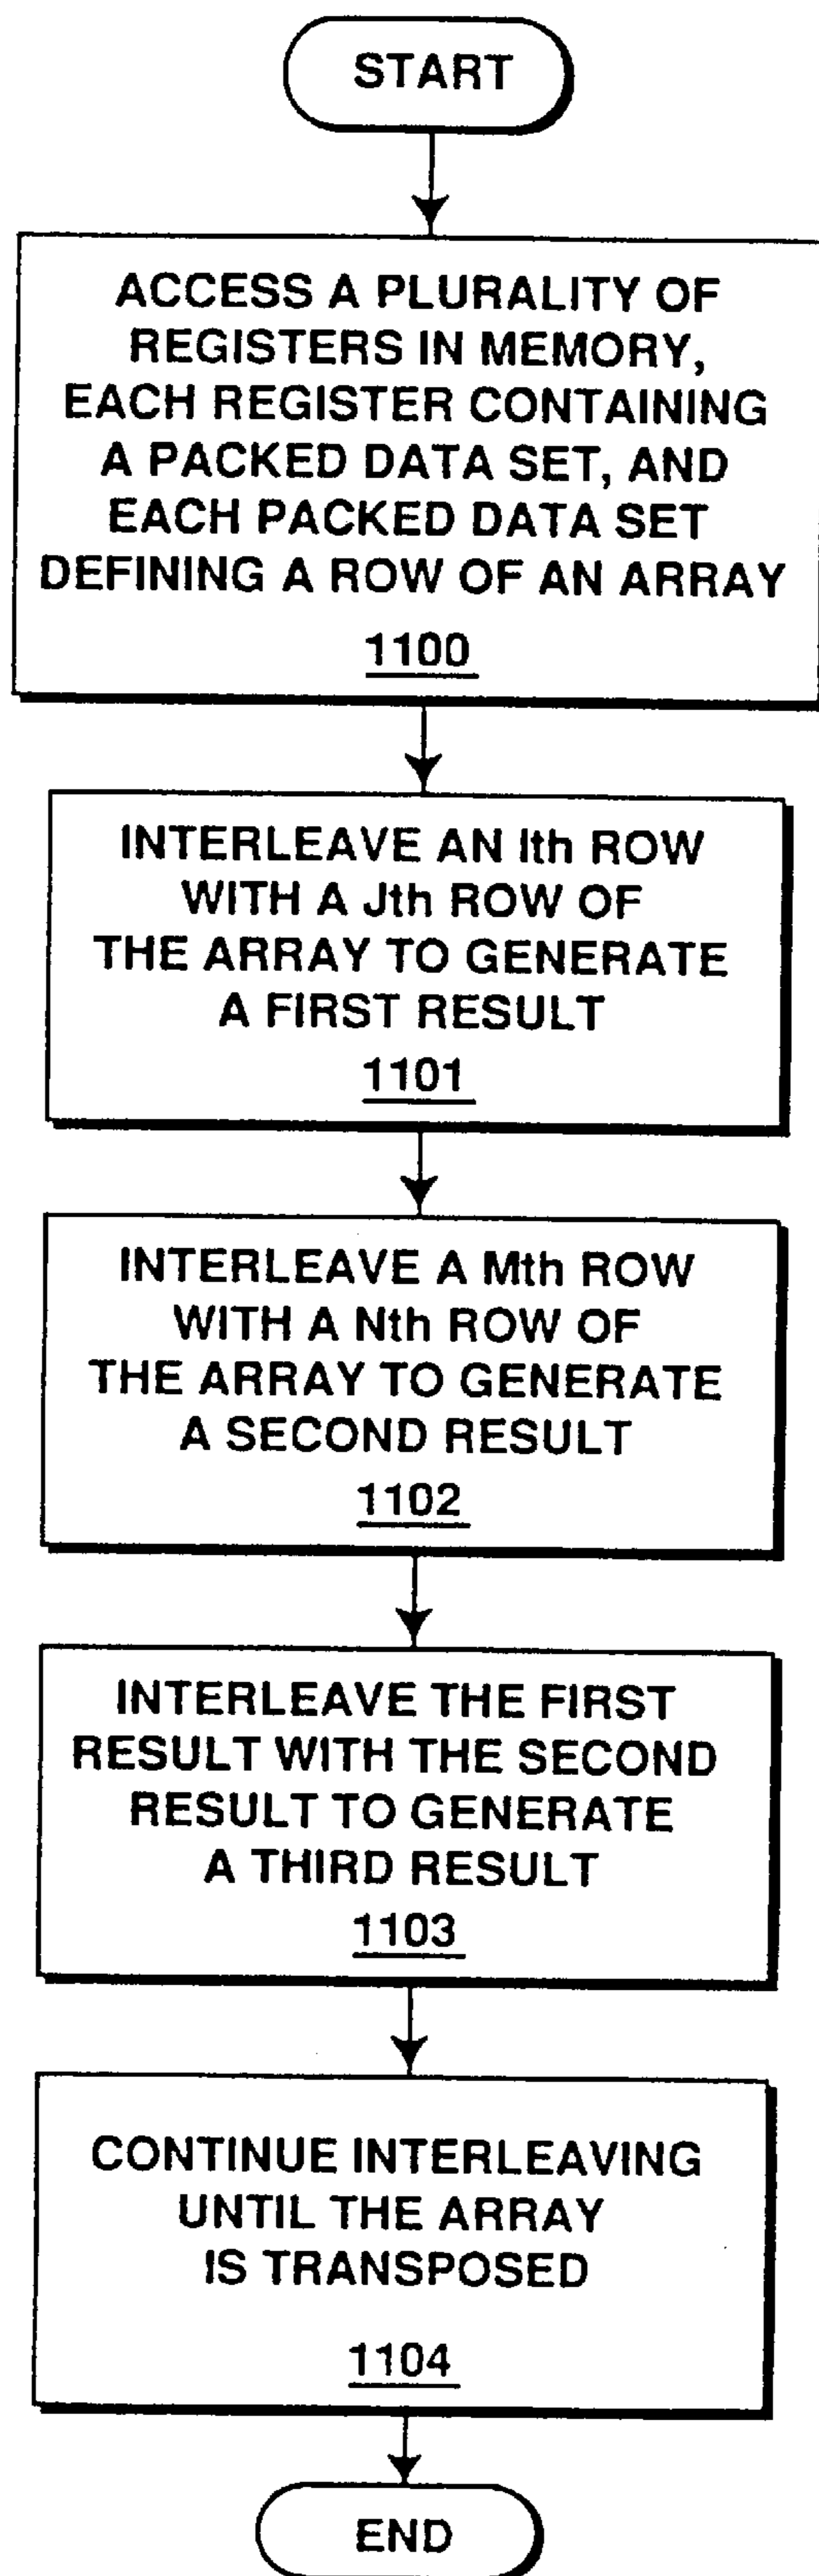 START
ACCESS A PLURALITY OF
REGISTERS IN MEMORY,
EACH REGISTER CONTAINING
A PACKED DATA SET, AND
EACH PACKED DATA SET
DEFINING A ROW OF AN ARRAY
1100
INTERLEAVE AN Ith ROW
WITH A Jth ROW OF
THE ARRAY TO GENERATE
A FIRST RESULT
1101
INTERLEAVE A Mth ROW
WITH A Nth ROW OF
THE ARRAY TO GENERATE
A SECOND RESULT
1102
INTERLEAVE THE FIRST
RESULT WITH THE SECOND
RESULT TO GENERATE
A THIRD RESULT
1103
CONTINUE INTERLEAVING
UNTIL THE ARRAY
IS TRANSPOSED
1104
END